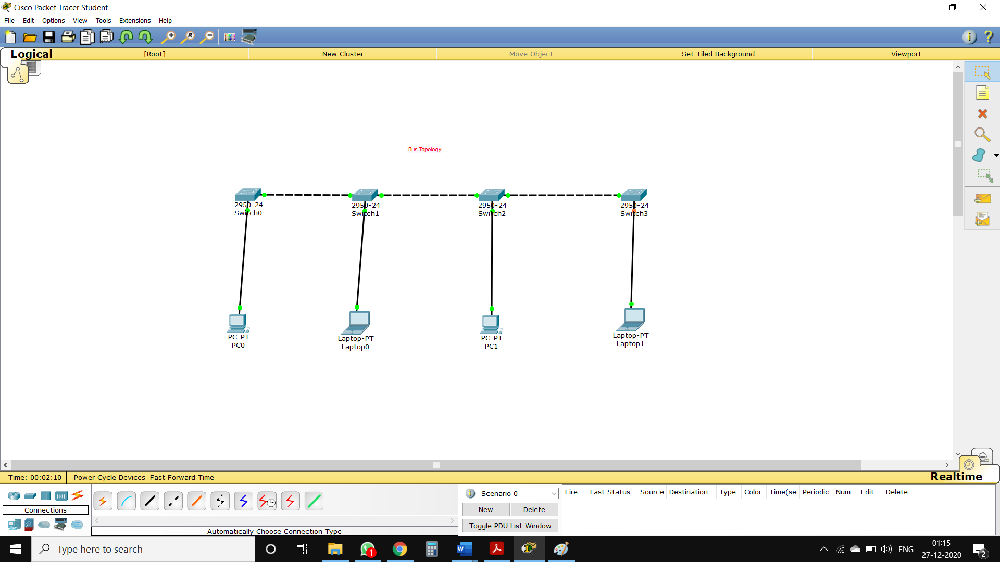 Cisco Packet Tracer Student
File Edit Options View Tools Extensions Help
Logical [Root] New Cluster Move Object Set Tiled Background Viewport
Bus Topology
2950-24 2950-24 2950-24 2950-24
Switch0 Switch1 Switch2 Switch3
PC-PT Laptop-PT PC-PT Laptop-PT
PC0 Laptop0 PC1 Laptop1
Time: 00:02:10 Power Cycle Devices Fast Forward Time Realtime
Scenario 0 Fire Last Status Source Destination Type Color Time(sec Periodic Num Edit Delete
Connections New Delete
Toggle PDU List Window
Automatically Choose Connection Type
Type here to search 1 W ENG 01:15
27-12-2020 2